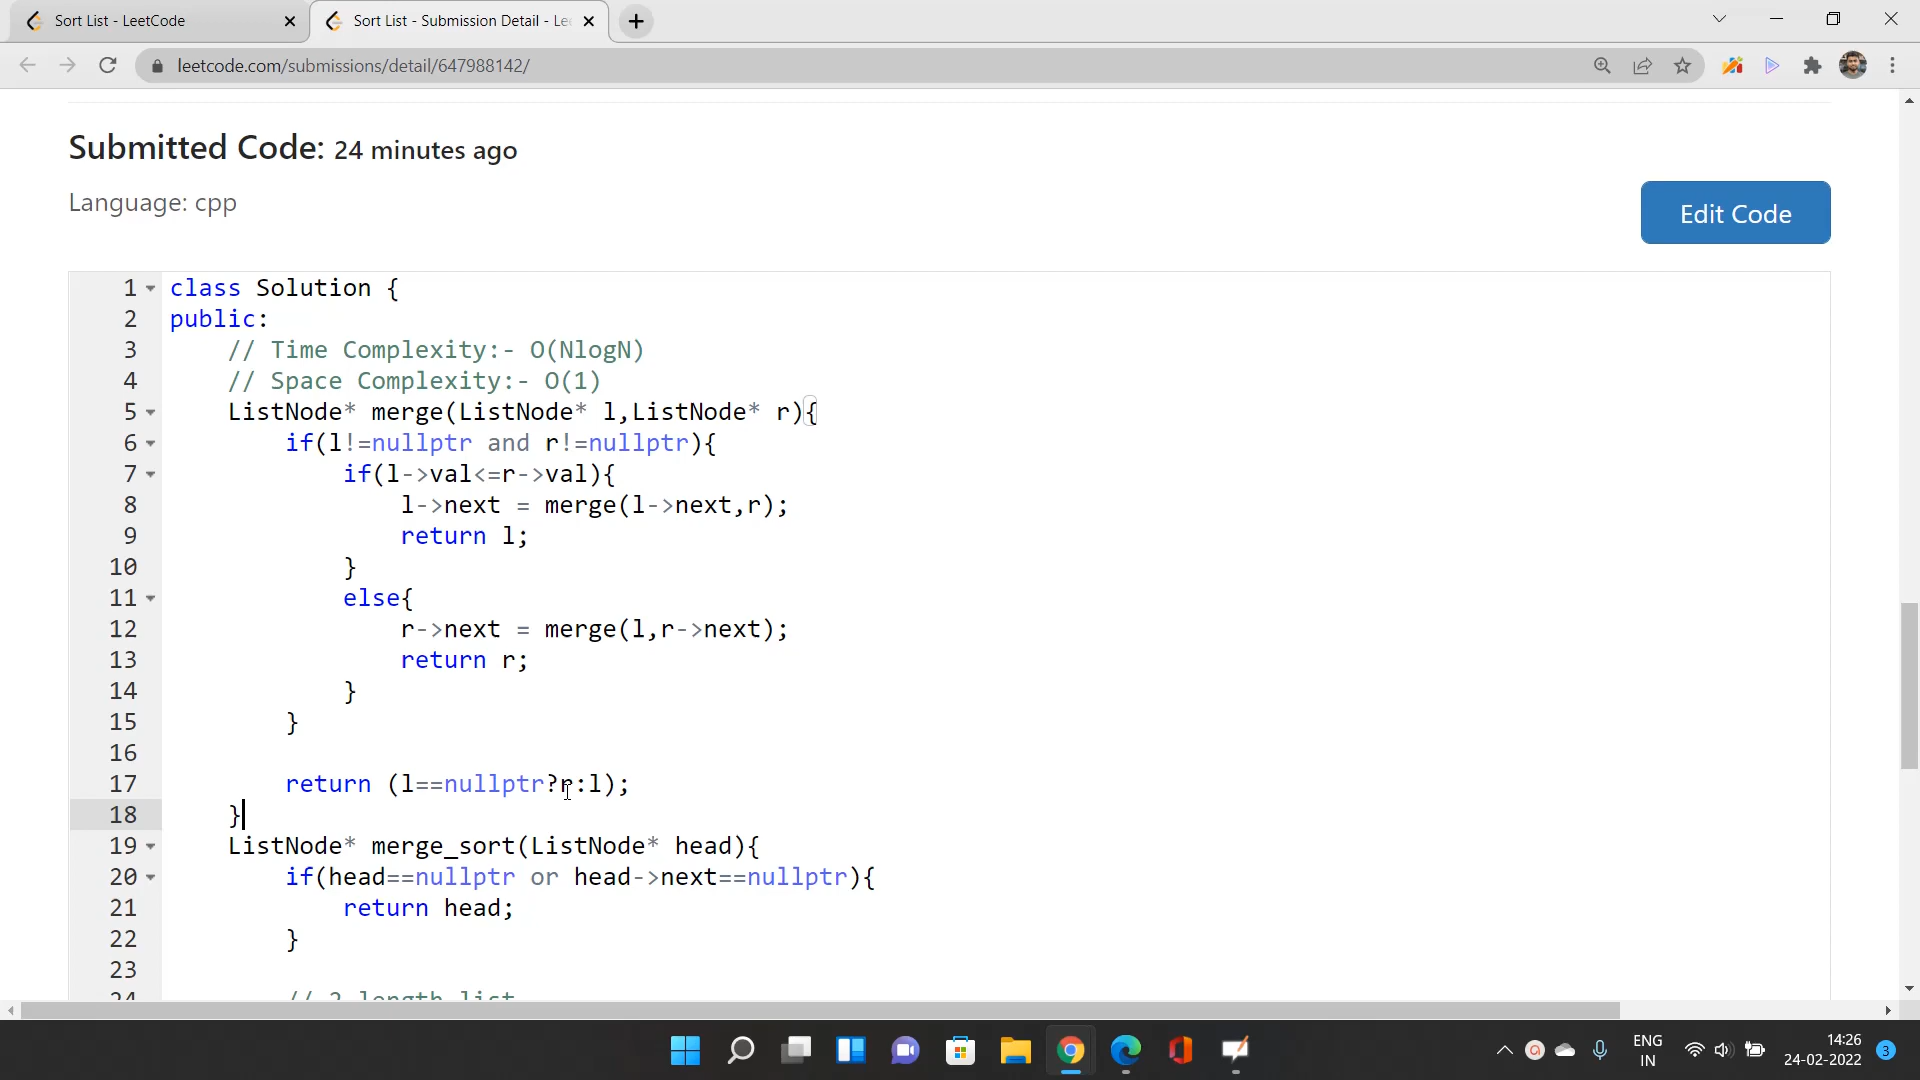 Sort List - LeetCode
Sort List - Submission Detail - Le
leetcode.com/submissions/detail/647988142/
Submitted Code: 24 minutes ago
Language: cpp
Edit Code
1 class Solution {
2 public:
3 // Time Complexity:- O(NlogN)
4 // Space Complexity:- O(1)
5 ListNode* merge(ListNode* l,ListNode* r){
6 if(l!=nullptr and r!=nullptr){
7 if(l->val<=r->val){
8 l->next = merge(l->next,r);
9 return l;
10 }
11 else{
12 r->next = merge(l,r->next);
13 return r;
14 }
15 }
16
17 return (l==nullptr?r:l);
18 }
19 ListNode* merge_sort(ListNode* head){
20 if(head==nullptr or head->next==nullptr){
21 return head;
22 }
23
24 // 2 length list
ENG
IN
14:26
24-02-2022
3